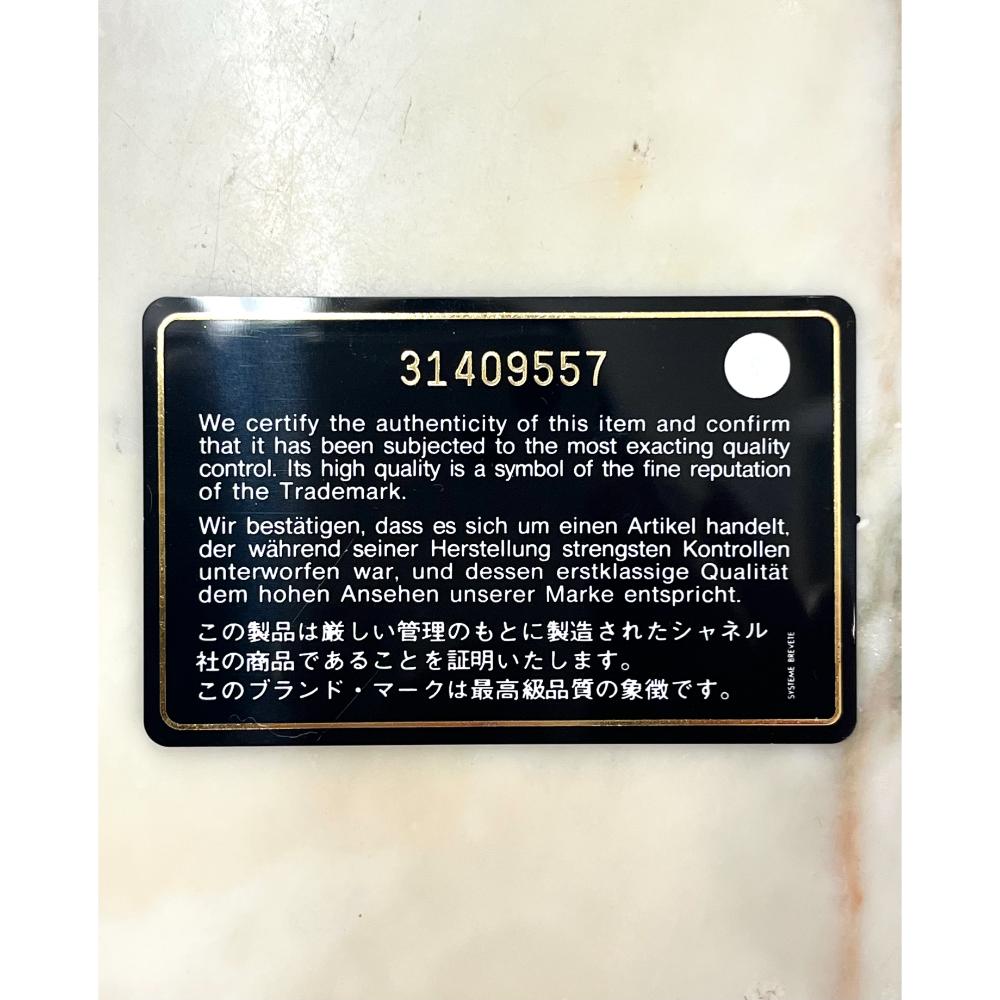 31409557
We certify the authenticity of this item and confirm
that it has been subjected to the most exacting quality
control. Its high quality is a symbol of the fine reputation
of the Trademark.
Wir bestätigen, dass es sich um einen Artikel handelt,
der während seiner Herstellung strengsten Kontrollen
unterworfen war, und dessen erstklassige Qualität
dem hohen Ansehen unserer Marke entspricht.
この製品は厳しい管理のもとに製造されたシャネル
社の商品であることを証明いたします。
このブランド・マークは最高級品質の象徴です。
SYSTEME BREVETE